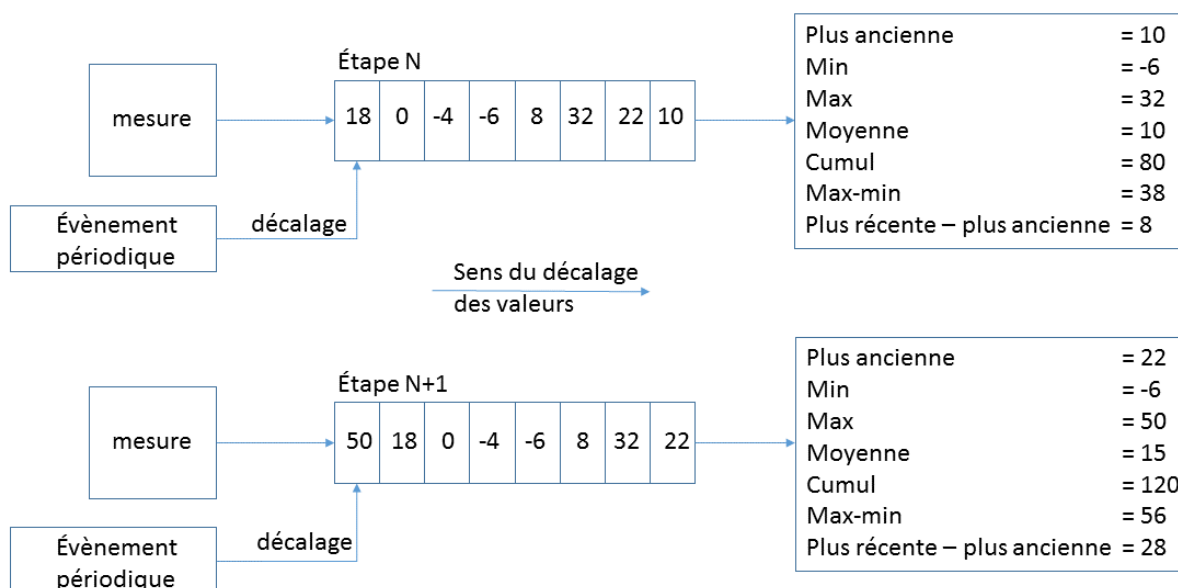 Étape N
mesure
18 0 -4 -6 8 32 22 10
Évènement
périodique
décalage
Plus ancienne = 10
Min = -6
Max = 32
Moyenne = 10
Cumul = 80
Max-min = 38
Plus récente – plus ancienne = 8
Sens du décalage
des valeurs
Étape N+1
mesure
50 18 0 -4 -6 8 32 22
Évènement
périodique
décalage
Plus ancienne = 22
Min = -6
Max = 50
Moyenne = 15
Cumul = 120
Max-min = 56
Plus récente – plus ancienne = 28